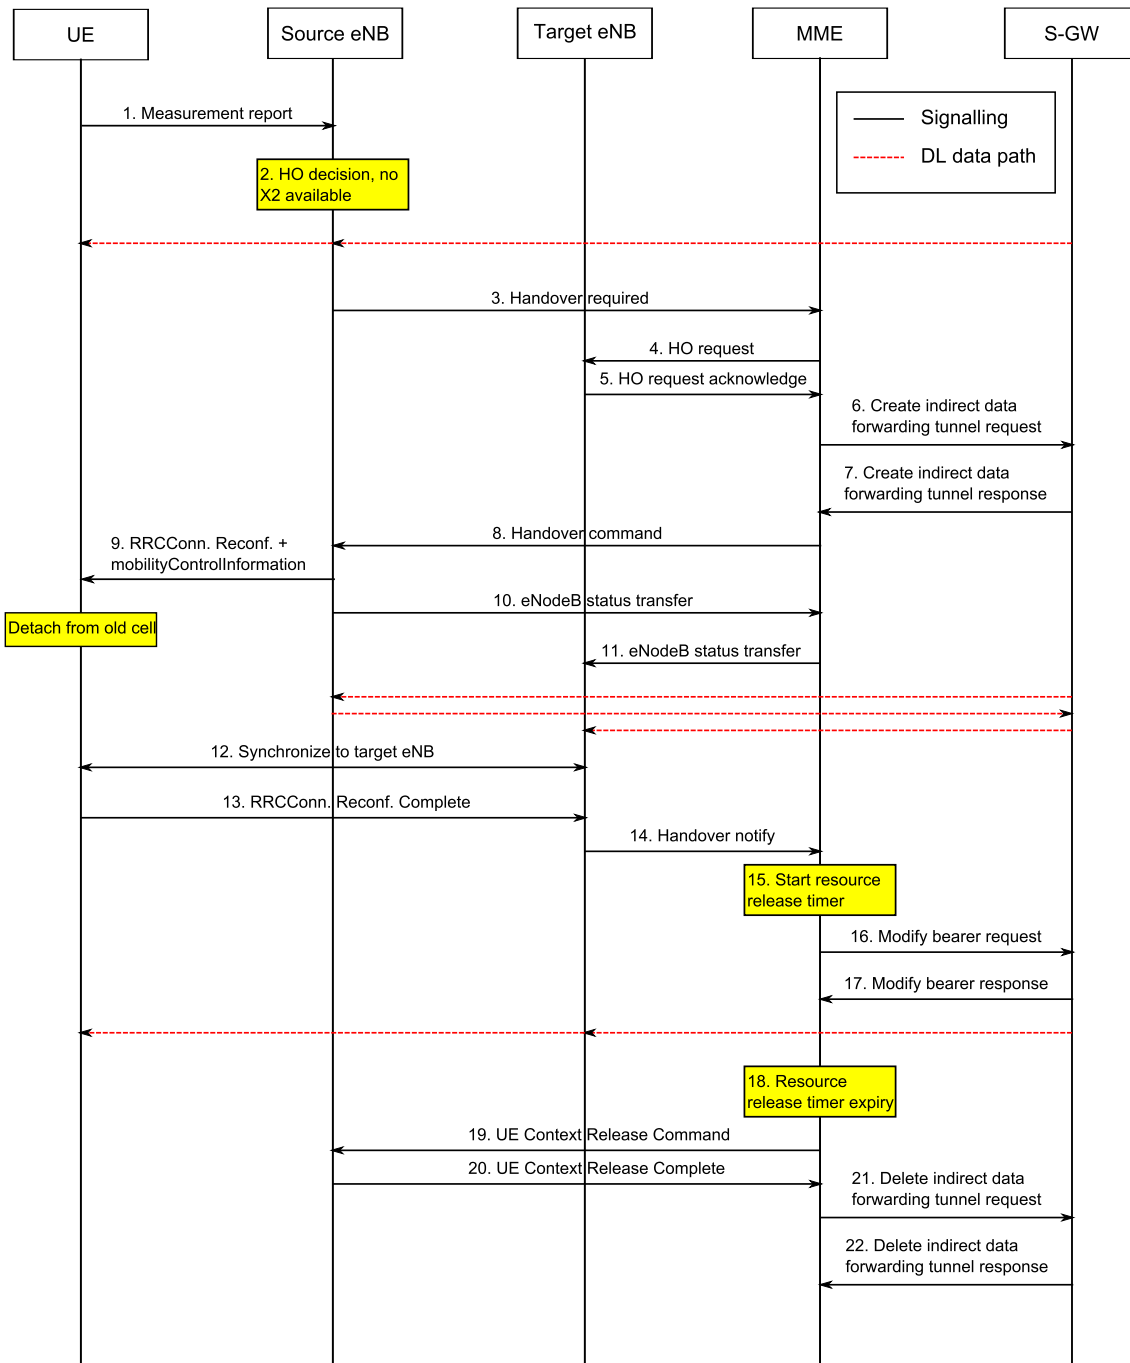 UE
Source eNB
Target eNB
MME
S-GW
Signalling
DL data path
1. Measurement report
2. HO decision, no
X2 available
3. Handover required
4. HO request
5. HO request acknowledge
6. Create indirect data
forwarding tunnel request
7. Create indirect data
forwarding tunnel response
8. Handover command
9. RRCConn. Reconf. +
mobilityControlInformation
10. eNodeB status transfer
Detach from old cell
11. eNodeB status transfer
12. Synchronize to target eNB
13. RRCConn. Reconf. Complete
14. Handover notify
15. Start resource
release timer
16. Modify bearer request
17. Modify bearer response
18. Resource
release timer expiry
19. UE Context Release Command
20. UE Context Release Complete
21. Delete indirect data
forwarding tunnel request
22. Delete indirect data
forwarding tunnel response